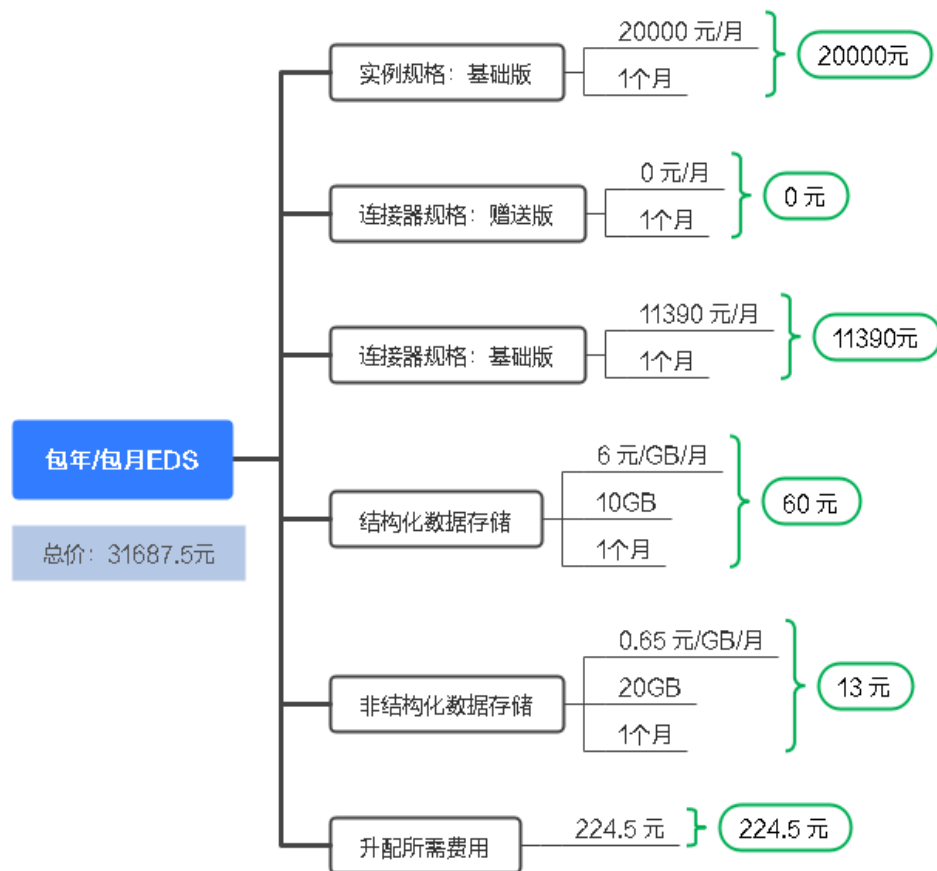 包年/包月EDS
总价：31687.5元
实例规格：基础版
20000 元/月
1个月
20000元
连接器规格：赠送版
0 元/月
1个月
0 元
连接器规格：基础版
11390 元/月
1个月
11390元
结构化数据存储
6 元/GB/月
10GB
1个月
60 元
非结构化数据存储
0.65 元/GB/月
20GB
1个月
13 元
升配所需费用
224.5 元
224.5 元